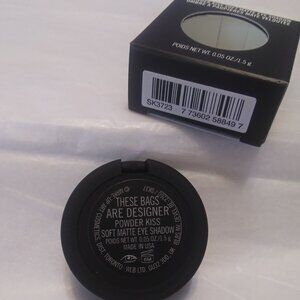 POIDS NET WT. 0.05 OZ/1.5 g
SK3723
7 73602 58849 7
THESE BAGS
ARE DESIGNER
POWDER KISS
SOFT MATTE EYE SHADOW
POIDS NET WT. 0.05 OZ/1.5 g
MADE IN USA